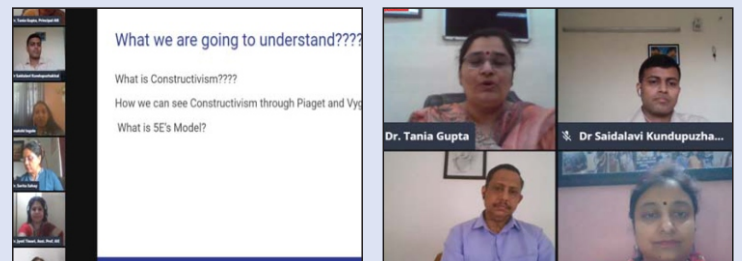 What we are going to understand????
What is Constructivism????
How we can see Constructivism through Piaget and Vyg
What is 5E's Model?
Dr. Tania Gupta
Dr Saidalavi Kundupuzha...